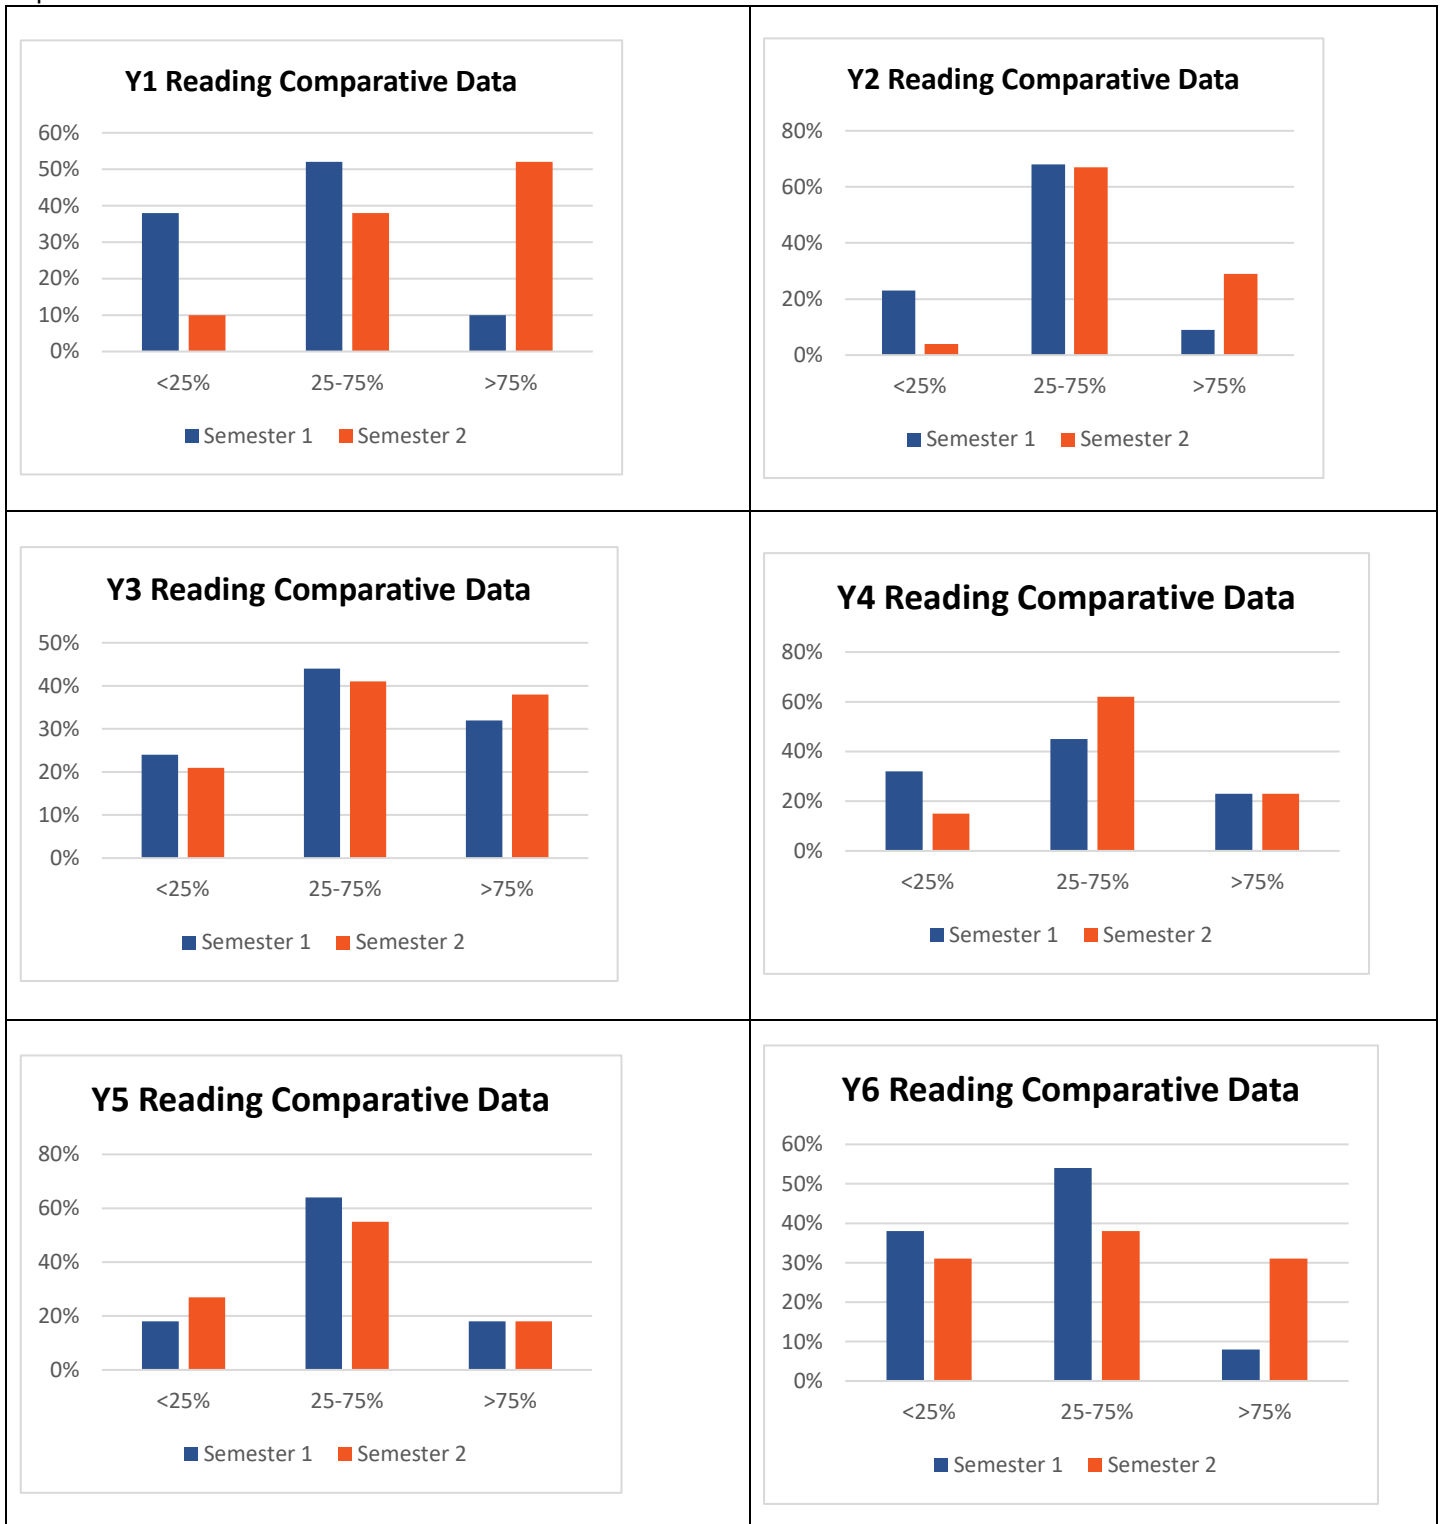 Y1 Reading Comparative Data
60%
50%
40%
30%
20%
10%
0%
<25% 25-75% >75%
Semester 1 Semester 2
Y2 Reading Comparative Data
80%
60%
40%
20%
0%
<25% 25-75% >75%
Semester 1 Semester 2
Y3 Reading Comparative Data
50%
40%
30%
20%
10%
0%
<25% 25-75% >75%
Semester 1 Semester 2
Y4 Reading Comparative Data
80%
60%
40%
20%
0%
<25% 25-75% >75%
Semester 1 Semester 2
Y5 Reading Comparative Data
80%
60%
40%
20%
0%
<25% 25-75% >75%
Semester 1 Semester 2
Y6 Reading Comparative Data
60%
50%
40%
30%
20%
10%
0%
<25% 25-75% >75%
Semester 1 Semester 2